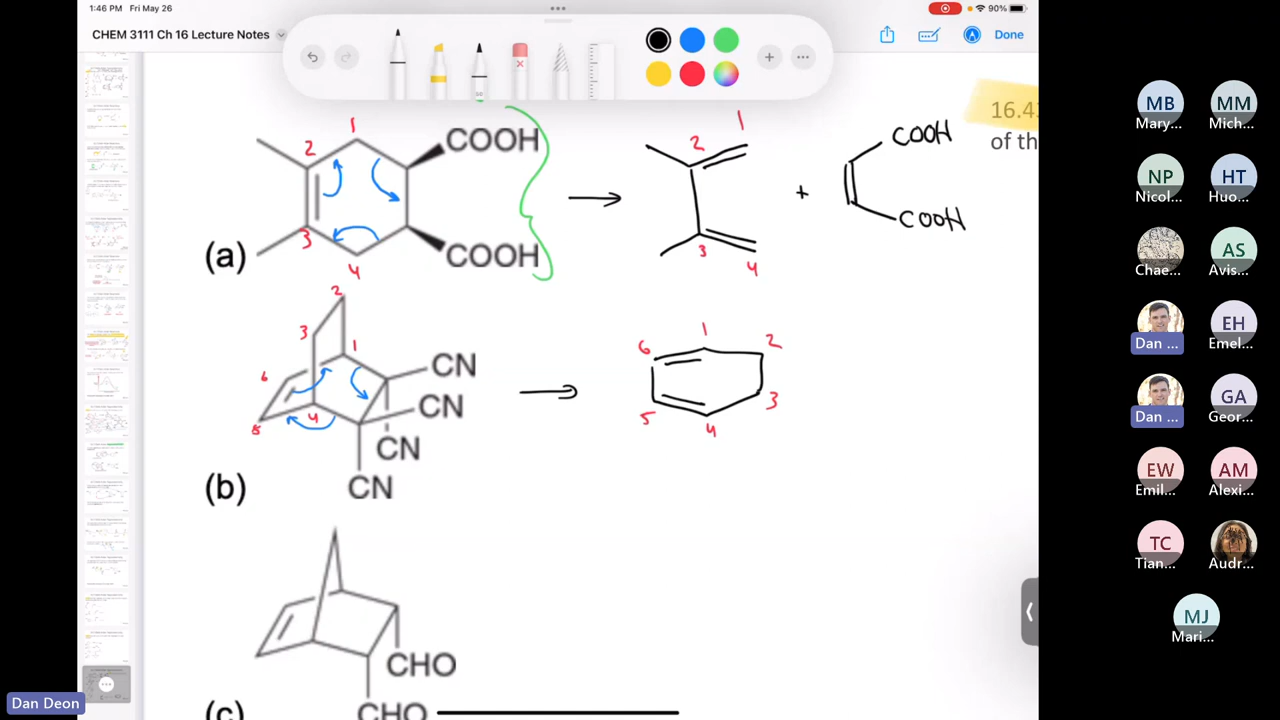 1:46 PM Fri May 26
90%
CHEM 3111 Ch 16 Lecture Notes
Done
16.4
of th
1
2
3
4
COOH
COOH
(a)
1
2
3
4
+
COOH
COOH
2
3
1
6
4
5
CN
CN
CN
CN
(b)
1
2
3
4
5
6
CHO
CHO
(c)
MB
Mary...
MM
Mich...
NP
Nicol...
HT
Huo...
Chae...
AS
Avis...
Dan ...
EH
Emel...
Dan ...
GA
Geor...
EW
Emil...
AM
Alexi...
TC
Tian...
Audr...
MJ
Mari...
Dan Deon